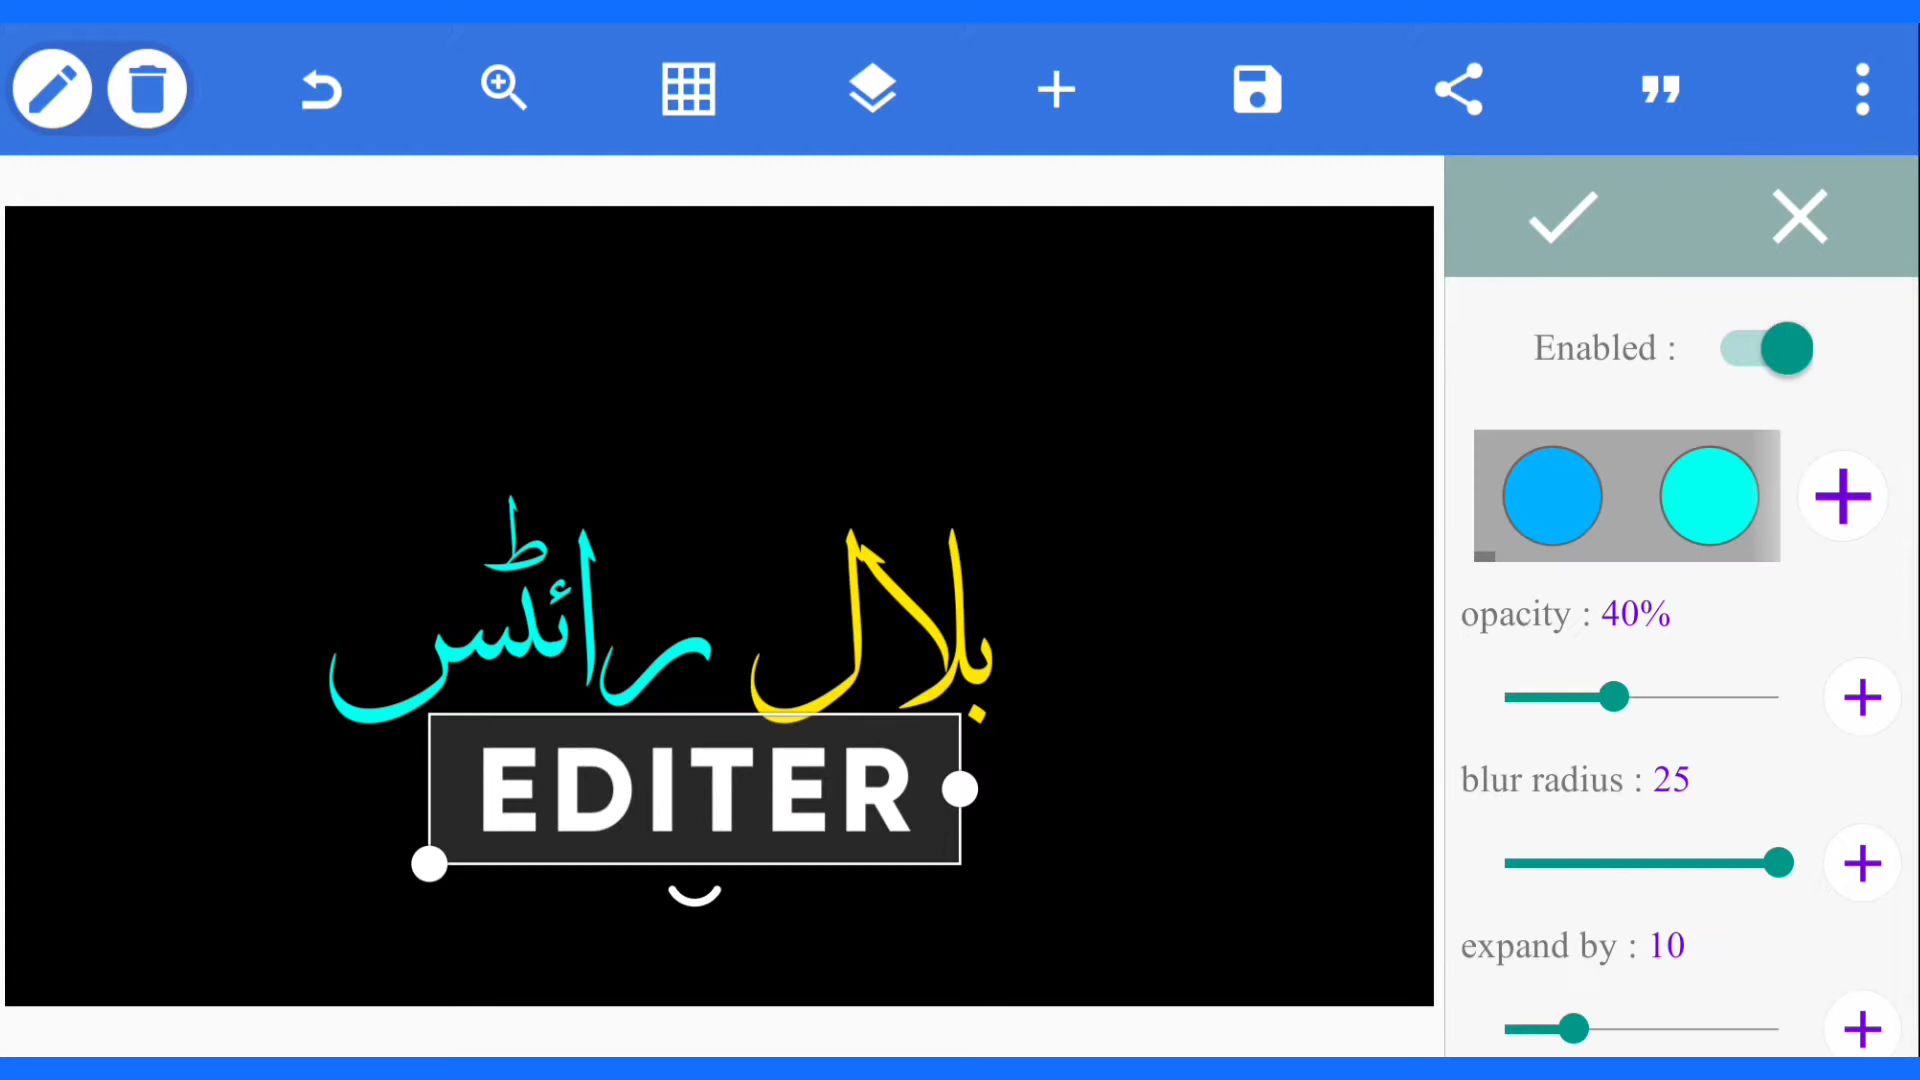 Enabled :
opacity : 40%
blur radius : 25
expand by : 10
بلال رائٹس
EDITER